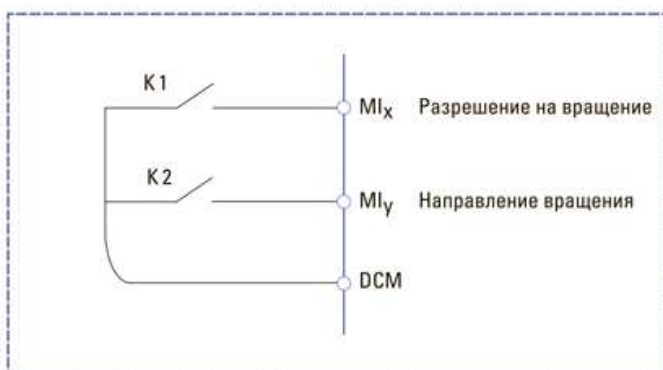 K1
MIx Разрешение на вращение
K2
MIy Направление вращения
DCM